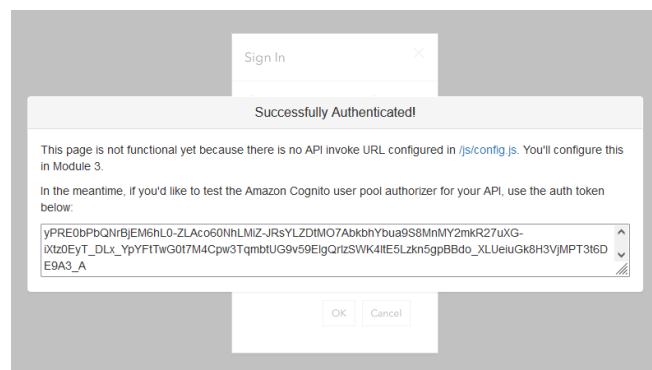 Sign In
Successfully Authenticated!
This page is not functional yet because there is no API invoke URL configured in /js/config.js. You'll configure this
in Module 3.
In the meantime, if you'd like to test the Amazon Cognito user pool authorizer for your API, use the auth token
below:
yPRE0bPbQNrBjEM6hL0-ZLAco60NhLMiZ-JRsYLZDtMO7AbkbhYbua9S8MnMY2mkR27uXG-
iXtz0EyT_DLx_YpYFfTwG0t7M4Cpw3TqmbtUG9v59ElgQrlzSWK4ltE5Lzkn5gpBBdo_XLUeiuGk8H3VjMPT3t6D
E9A3_A
OK Cancel